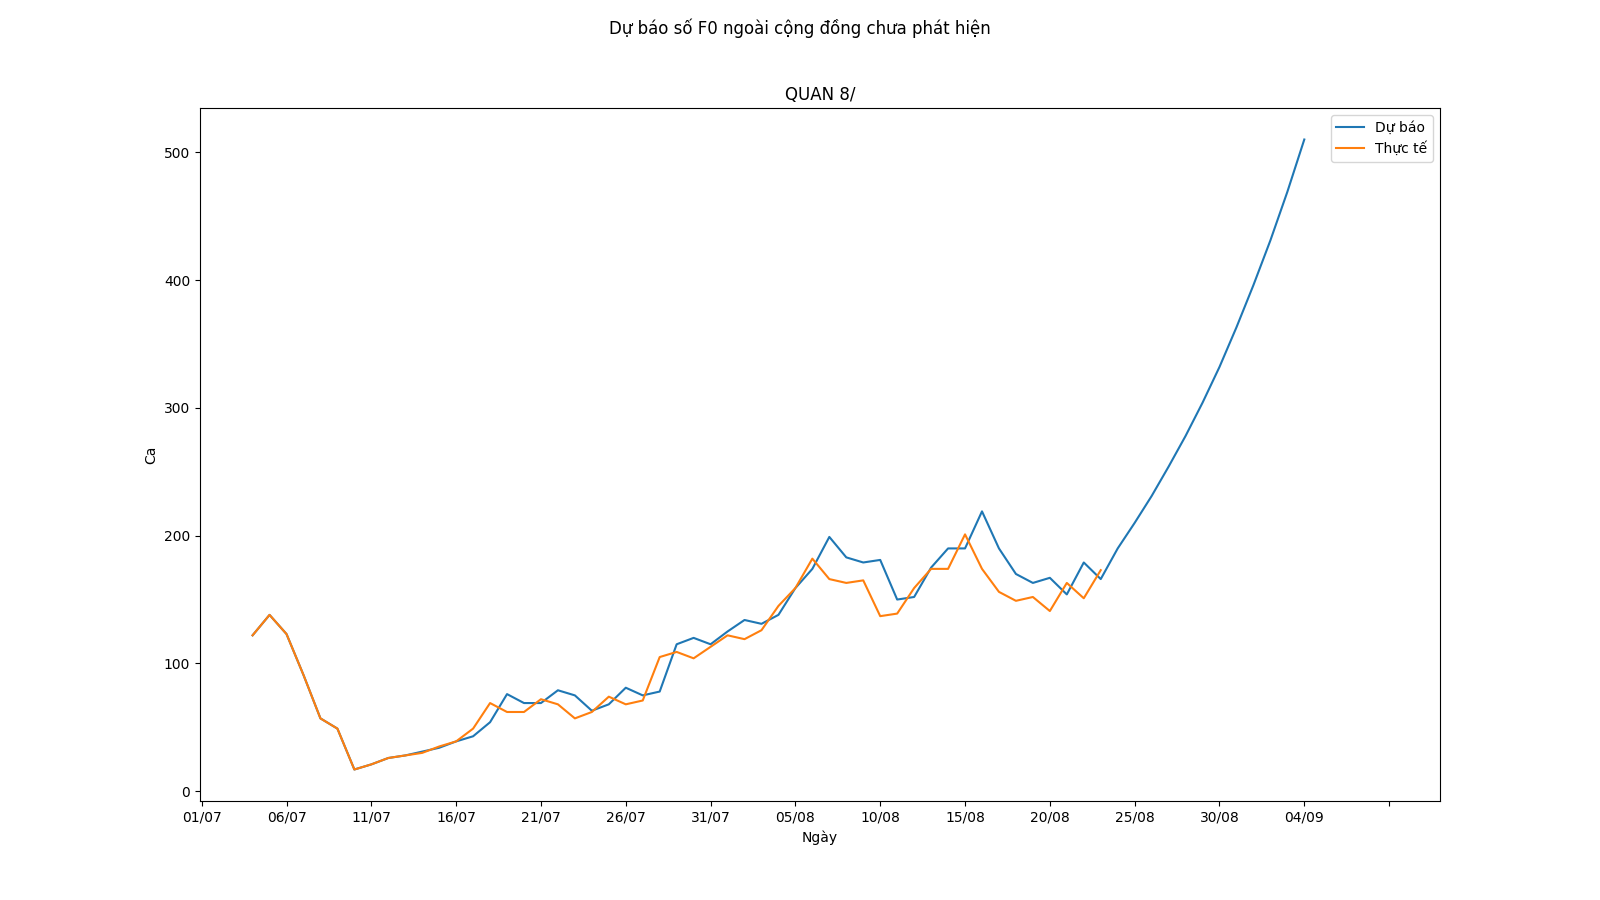 Dự báo số F0 ngoài cộng đồng chưa phát hiện
QUAN 8/
Dự báo
Thực tế
500
400
300
200
100
0
Ca
01/07 06/07 11/07 16/07 21/07 26/07 31/07 05/08 10/08 15/08 20/08 25/08 30/08 04/09
Ngày